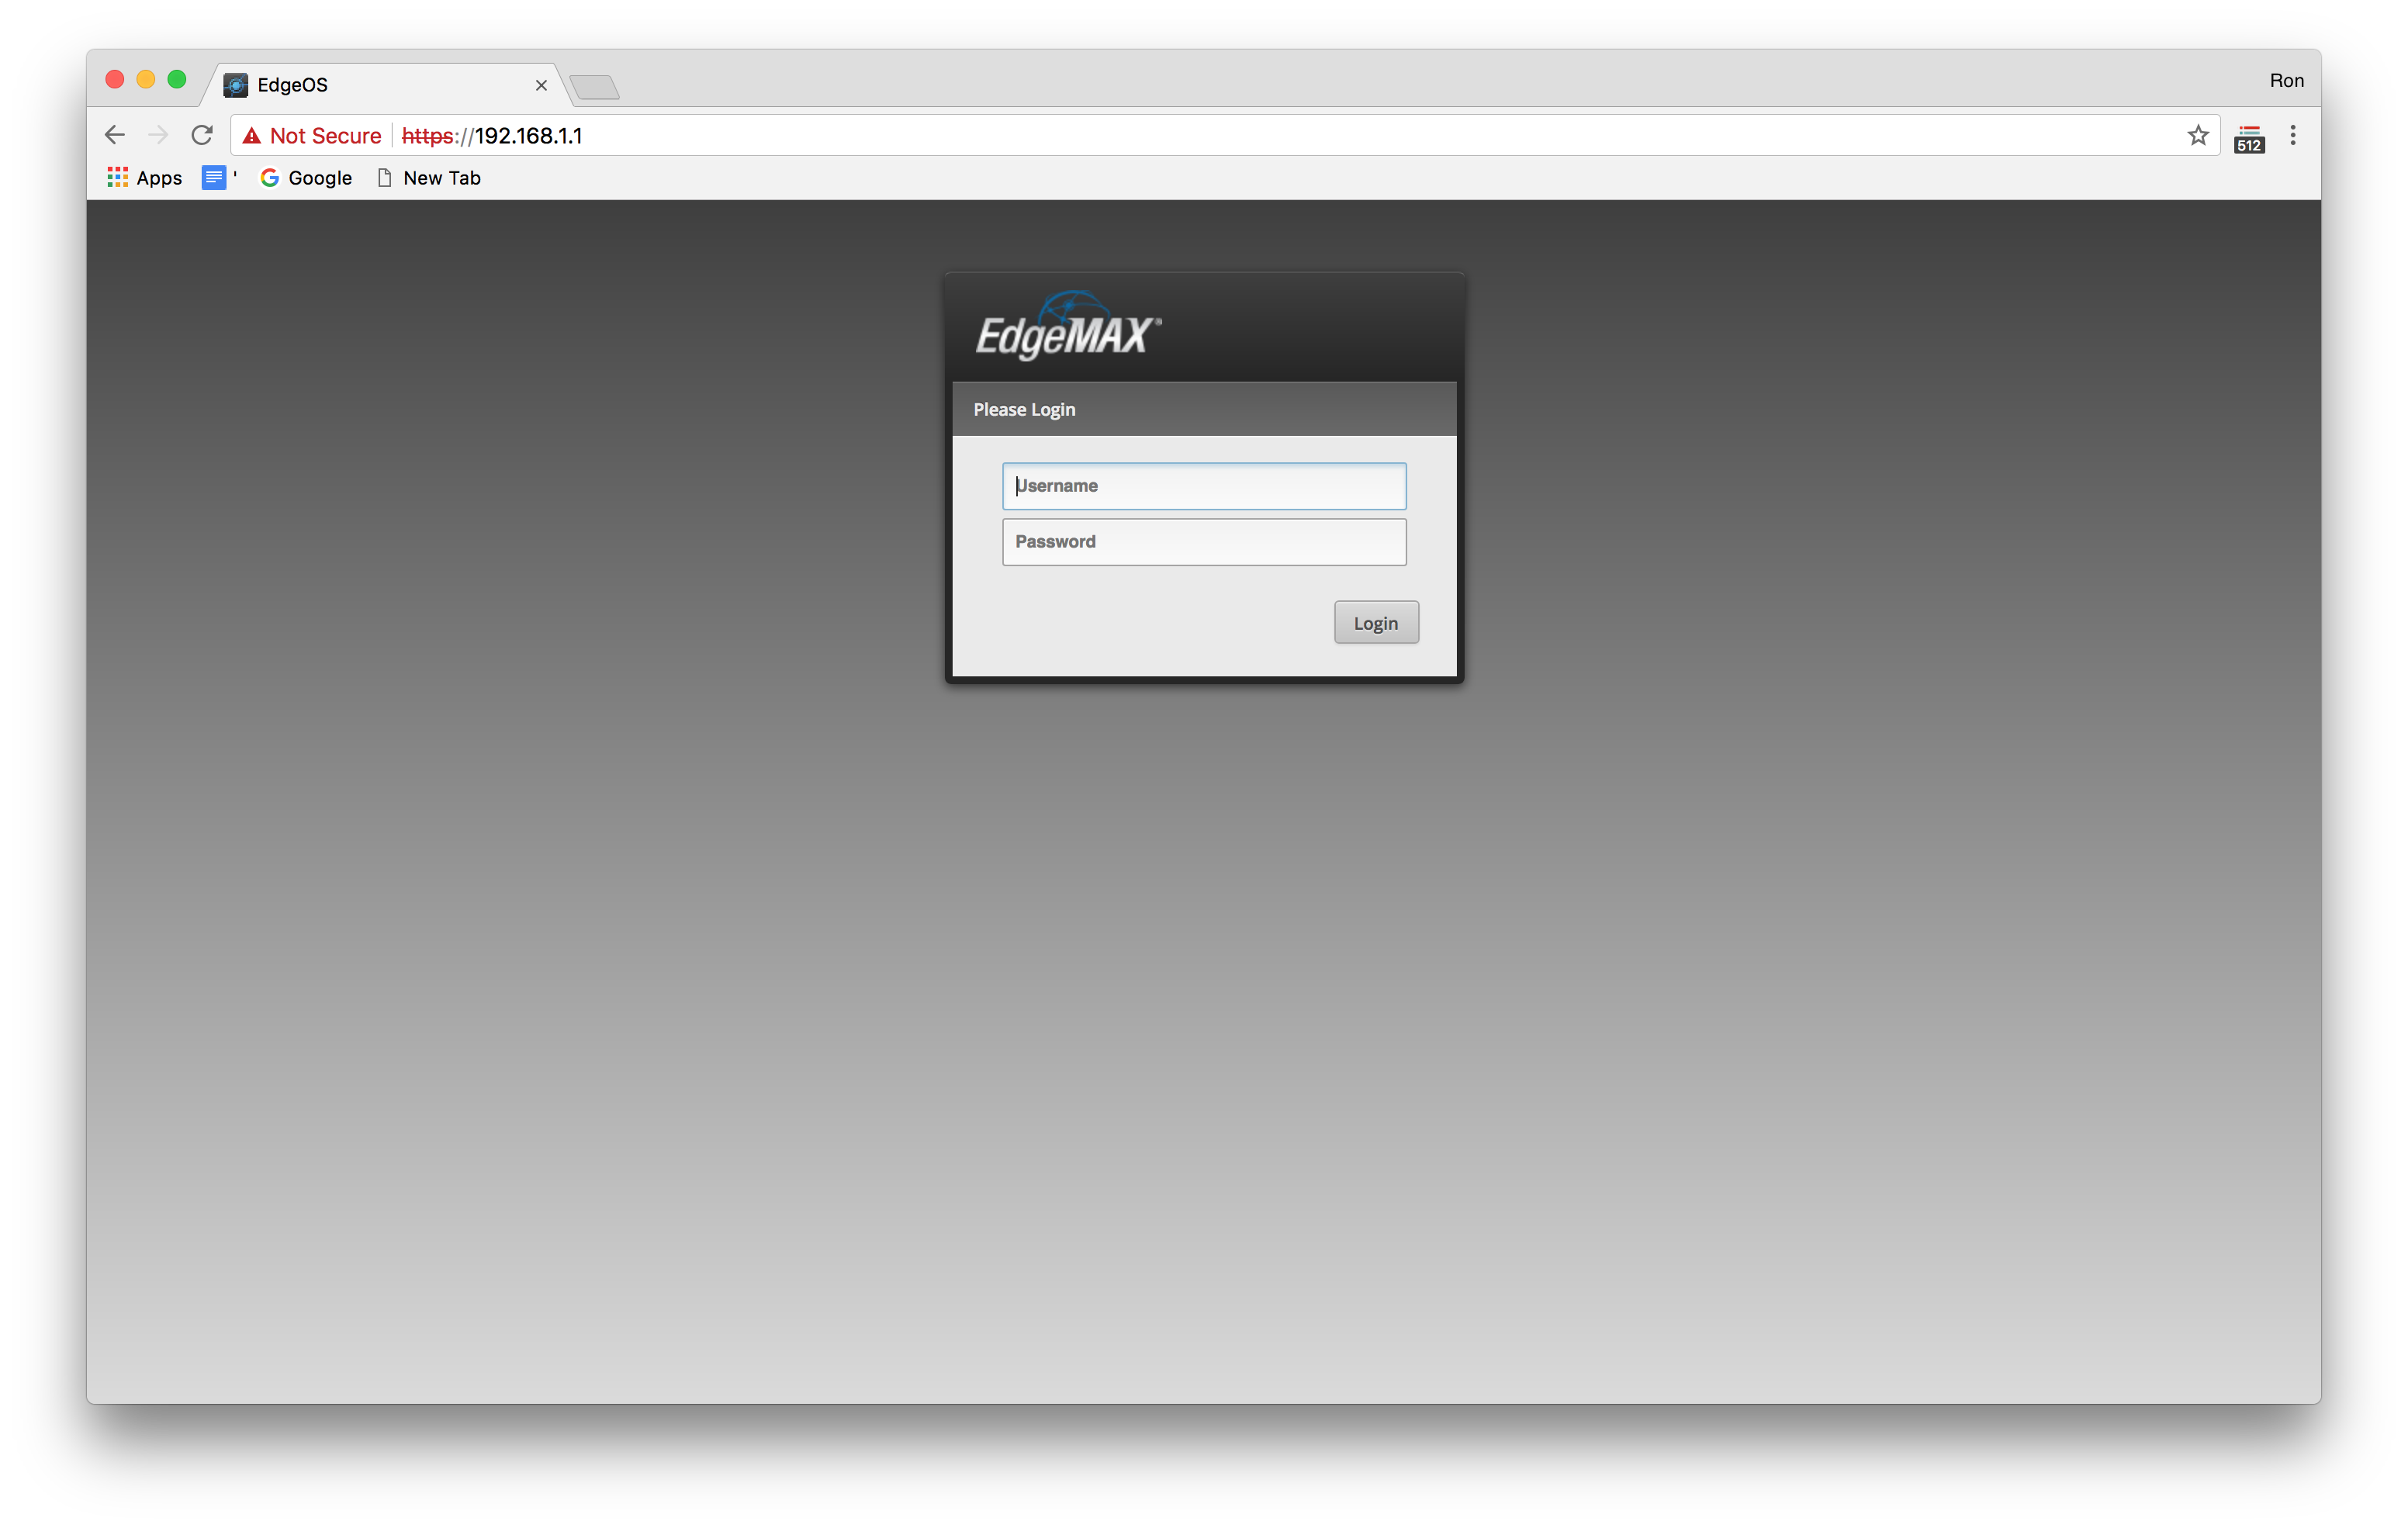 EdgeOS
Ron
Not Secure https://192.168.1.1
512
Apps ' Google New Tab
EdgeMAX®
Please Login
Username
Password
Login